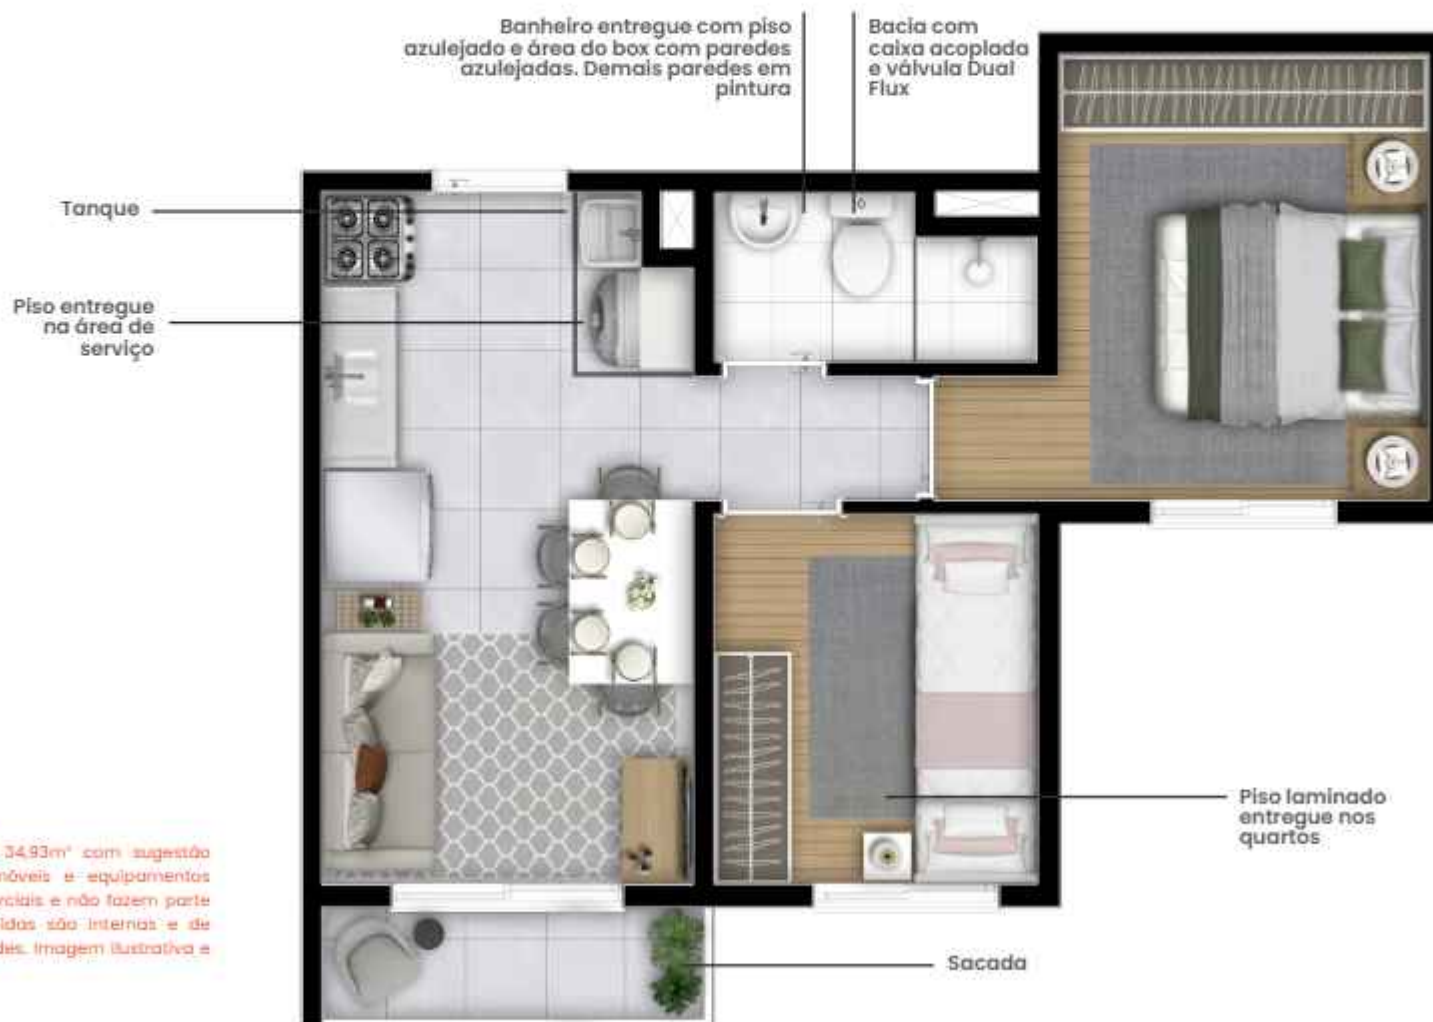 Banheiro entregue com piso
azulejado e área do box com paredes
azulejadas. Demais paredes em
pintura
Bacia com
caixa acoplada
e válvula Dual
Flux
Tanque
Piso entregue
na área de
serviço
Piso laminado
entregue nos
quartos
34,93m² com sugestão
móveis e equipamentos
e não fazem parte
são internas e de
Imagem ilustrativa e
Sacada